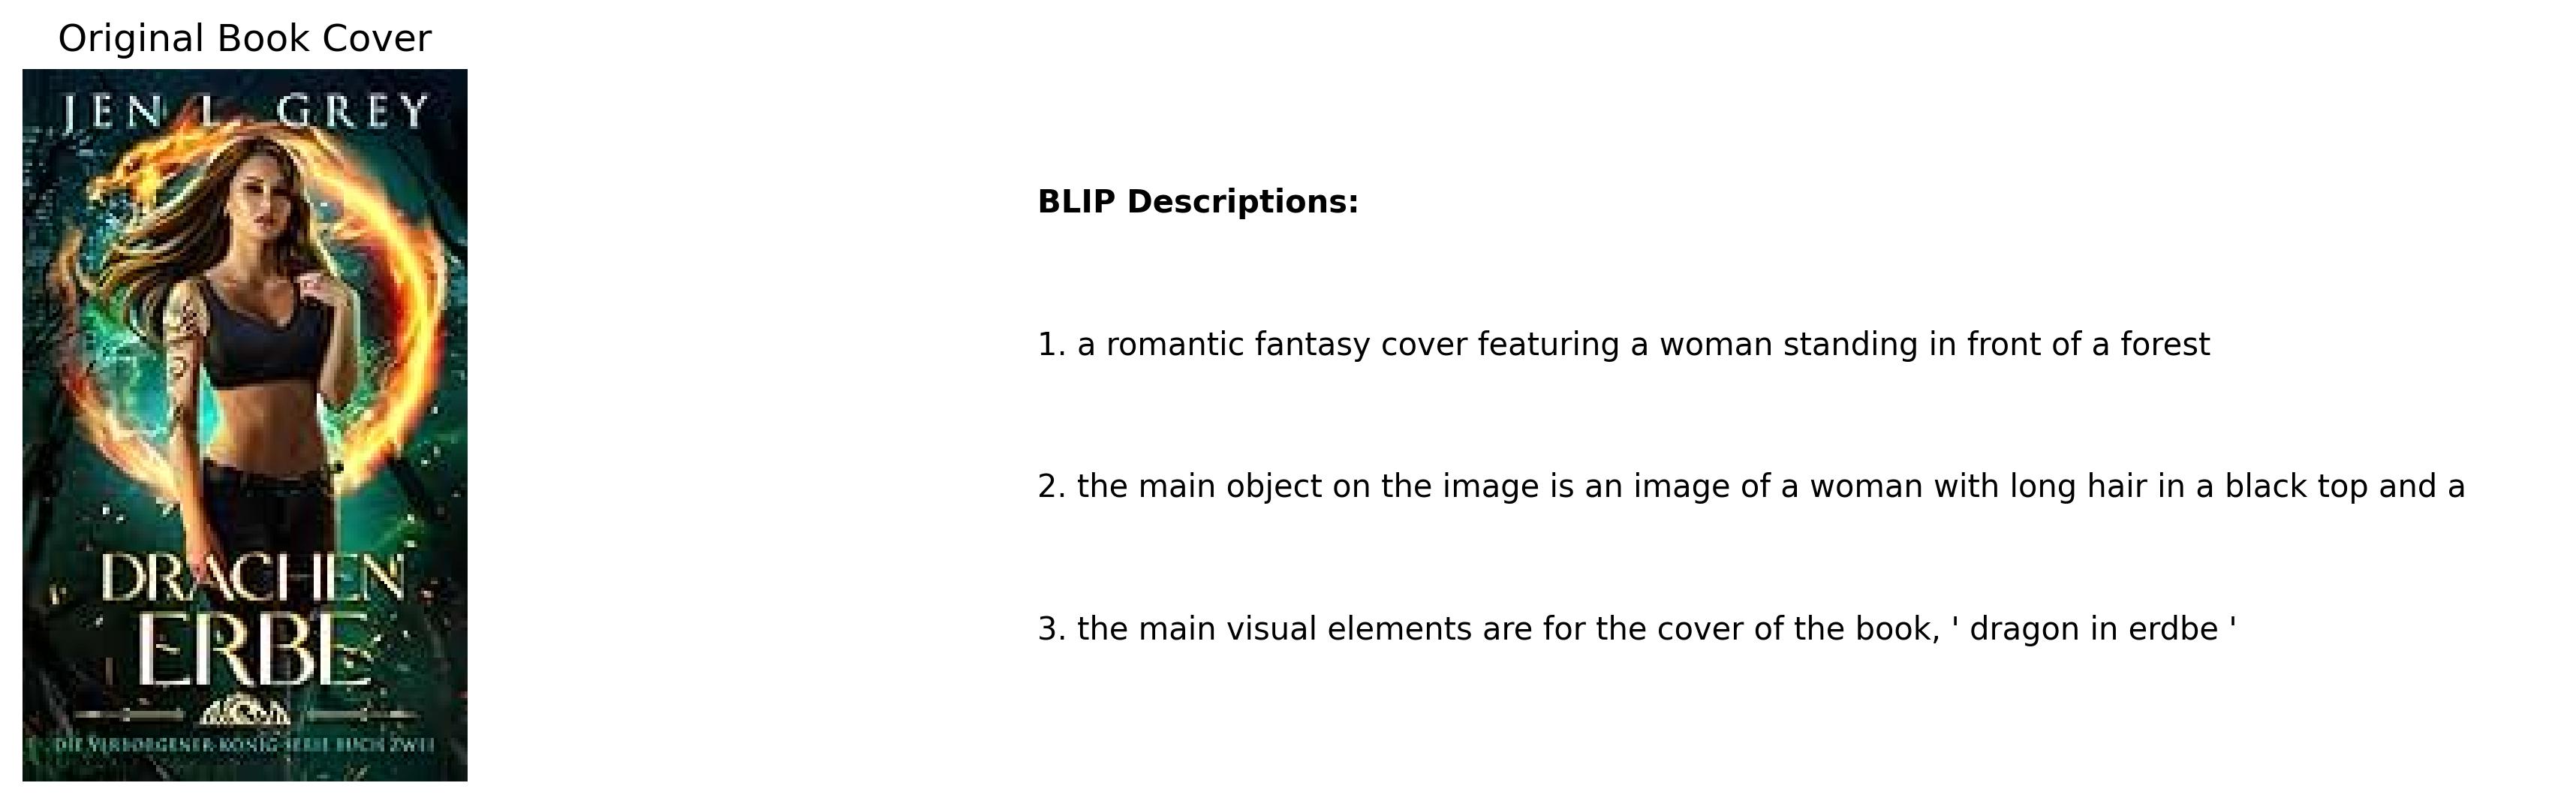 Original Book Cover
JEN L. GREY
DRACHEN
ERBE
DIE VERBORGENER-KÖNIG-SERIE BUCH ZWEI
BLIP Descriptions:
1. a romantic fantasy cover featuring a woman standing in front of a forest
2. the main object on the image is an image of a woman with long hair in a black top and a
3. the main visual elements are for the cover of the book, ' dragon in erdbe '